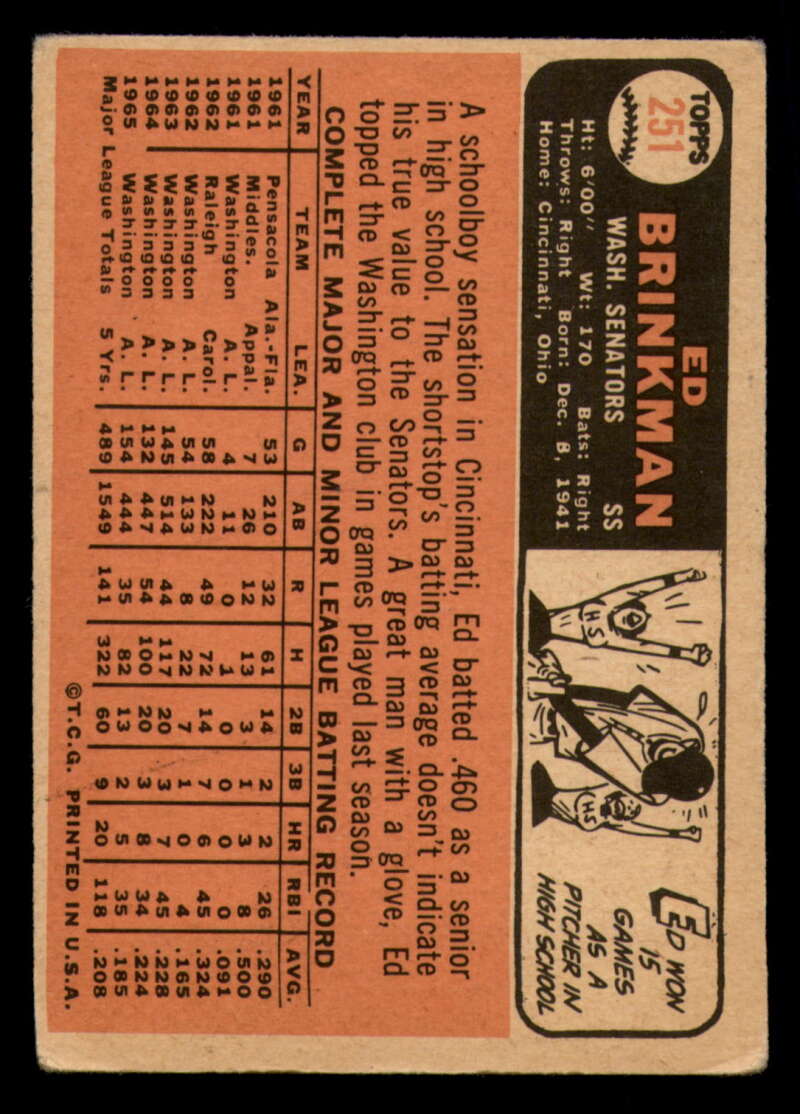 TOPPS
251
ED
BRINKMAN
WASH. SENATORS SS
Ht: 6'00" Wt: 170 Bats: Right
Throws: Right Born: Dec. 8, 1941
Home: Cincinnati, Ohio
HS
HS
ED WON
15
GAMES
AS A
PITCHER IN
HIGH SCHOOL
A schoolboy sensation in Cincinnati, Ed batted .460 as a senior
in high school. The shortstop's batting average doesn't indicate
his true value to the Senators. A great man with a glove, Ed
topped the Washington club in games played last season.
COMPLETE MAJOR AND MINOR LEAGUE BATTING RECORD
YEAR TEAM LEA. G AB R H 2B 3B HR RBI AVG.
1961 Pensacola Ala.-Fla. 53 210 32 61 14 2 2 26 .290
1961 Middles. Appal. 7 26 12 13 3 1 3 8 .500
1961 Washington A. L. 4 11 0 1 0 0 0 0 .091
1962 Raleigh Carol. 58 222 49 72 14 7 6 45 .324
1962 Washington A. L. 54 133 8 22 7 1 0 4 .165
1963 Washington A. L. 145 514 44 117 20 3 7 45 .228
1964 Washington A. L. 132 447 54 100 20 3 8 34 .224
1965 Washington A. L. 154 444 35 82 13 2 5 35 .185
Major League Totals 5 Yrs. 489 1549 141 322 60 9 20 118 .208
©T.C.G. PRINTED IN U.S.A.